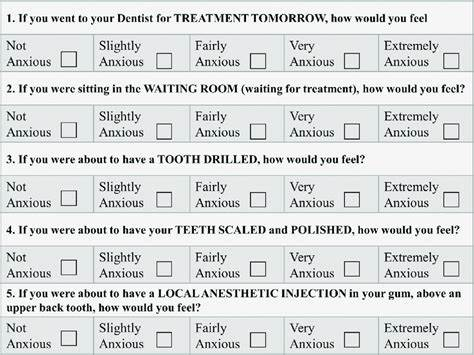 1. If you went to your Dentist for TREATMENT TOMORROW, how would you feel
Not Anxious Slightly Anxious Fairly Anxious Very Anxious Extremely Anxious
2. If you were sitting in the WAITING ROOM (waiting for treatment), how would you feel?
Not Anxious Slightly Anxious Fairly Anxious Very Anxious Extremely Anxious
3. If you were about to have a TOOTH DRILLED, how would you feel?
Not Anxious Slightly Anxious Fairly Anxious Very Anxious Extremely Anxious
4. If you were about to have your TEETH SCALED and POLISHED, how would you feel?
Not Anxious Slightly Anxious Fairly Anxious Very Anxious Extremely Anxious
5. If you were about to have a LOCAL ANESTHETIC INJECTION in your gum, above an
upper back tooth, how would you feel?
Not Anxious Slightly Anxious Fairly Anxious Very Anxious Extremely Anxious